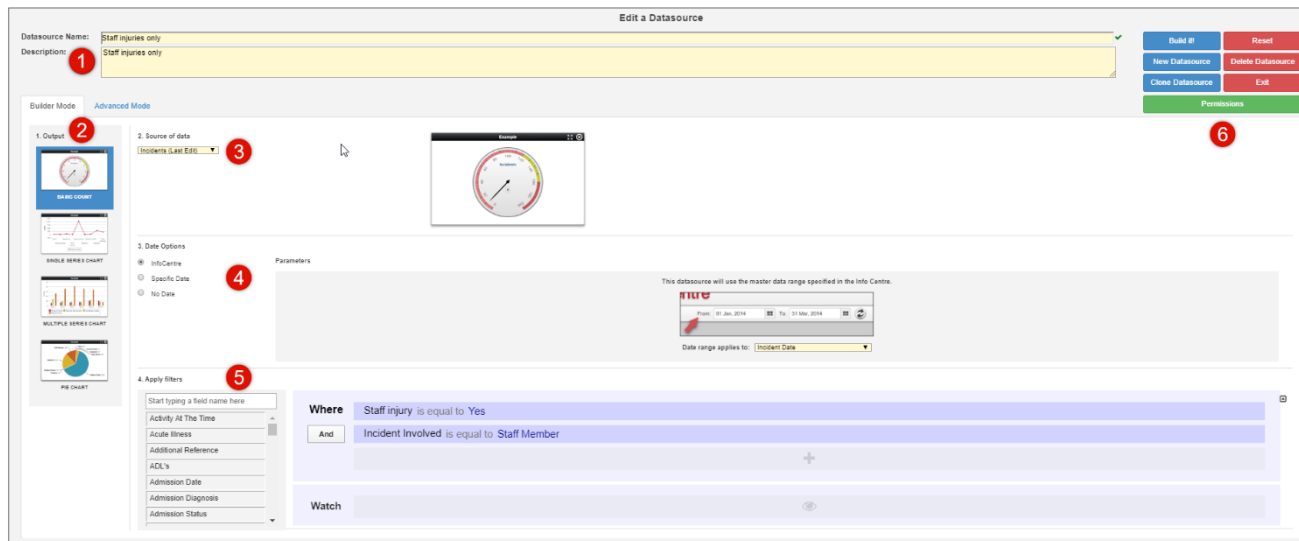 Edit a Datasource
Datasource Name: Staff injuries only
Description: Staff injuries only
1
Build it! Reset
New Datasource Delete Datasource
Clone Datasource Exit
Permissions
6
Builder Mode Advanced Mode
1. Output
2
BASIC COUNT
SINGLE SERIES CHART
MULTIPLE SERIES CHART
PIE CHART
2. Source of data
Incidents (Last Edit)
3
Example
3. Date Options
InfoCentre
Specific Date
No Date
4
Parameters
This datasource will use the master data range specified in the Info Centre.
From: 01 Jan, 2014 To: 31 Mar, 2014
Date range applies to: Incident Date
4. Apply filters
5
Start typing a field name here
Activity At The Time
Acute Illness
Additional Reference
ADL's
Admission Date
Admission Diagnosis
Admission Status
Where Staff injury is equal to Yes
And Incident Involved is equal to Staff Member
Watch